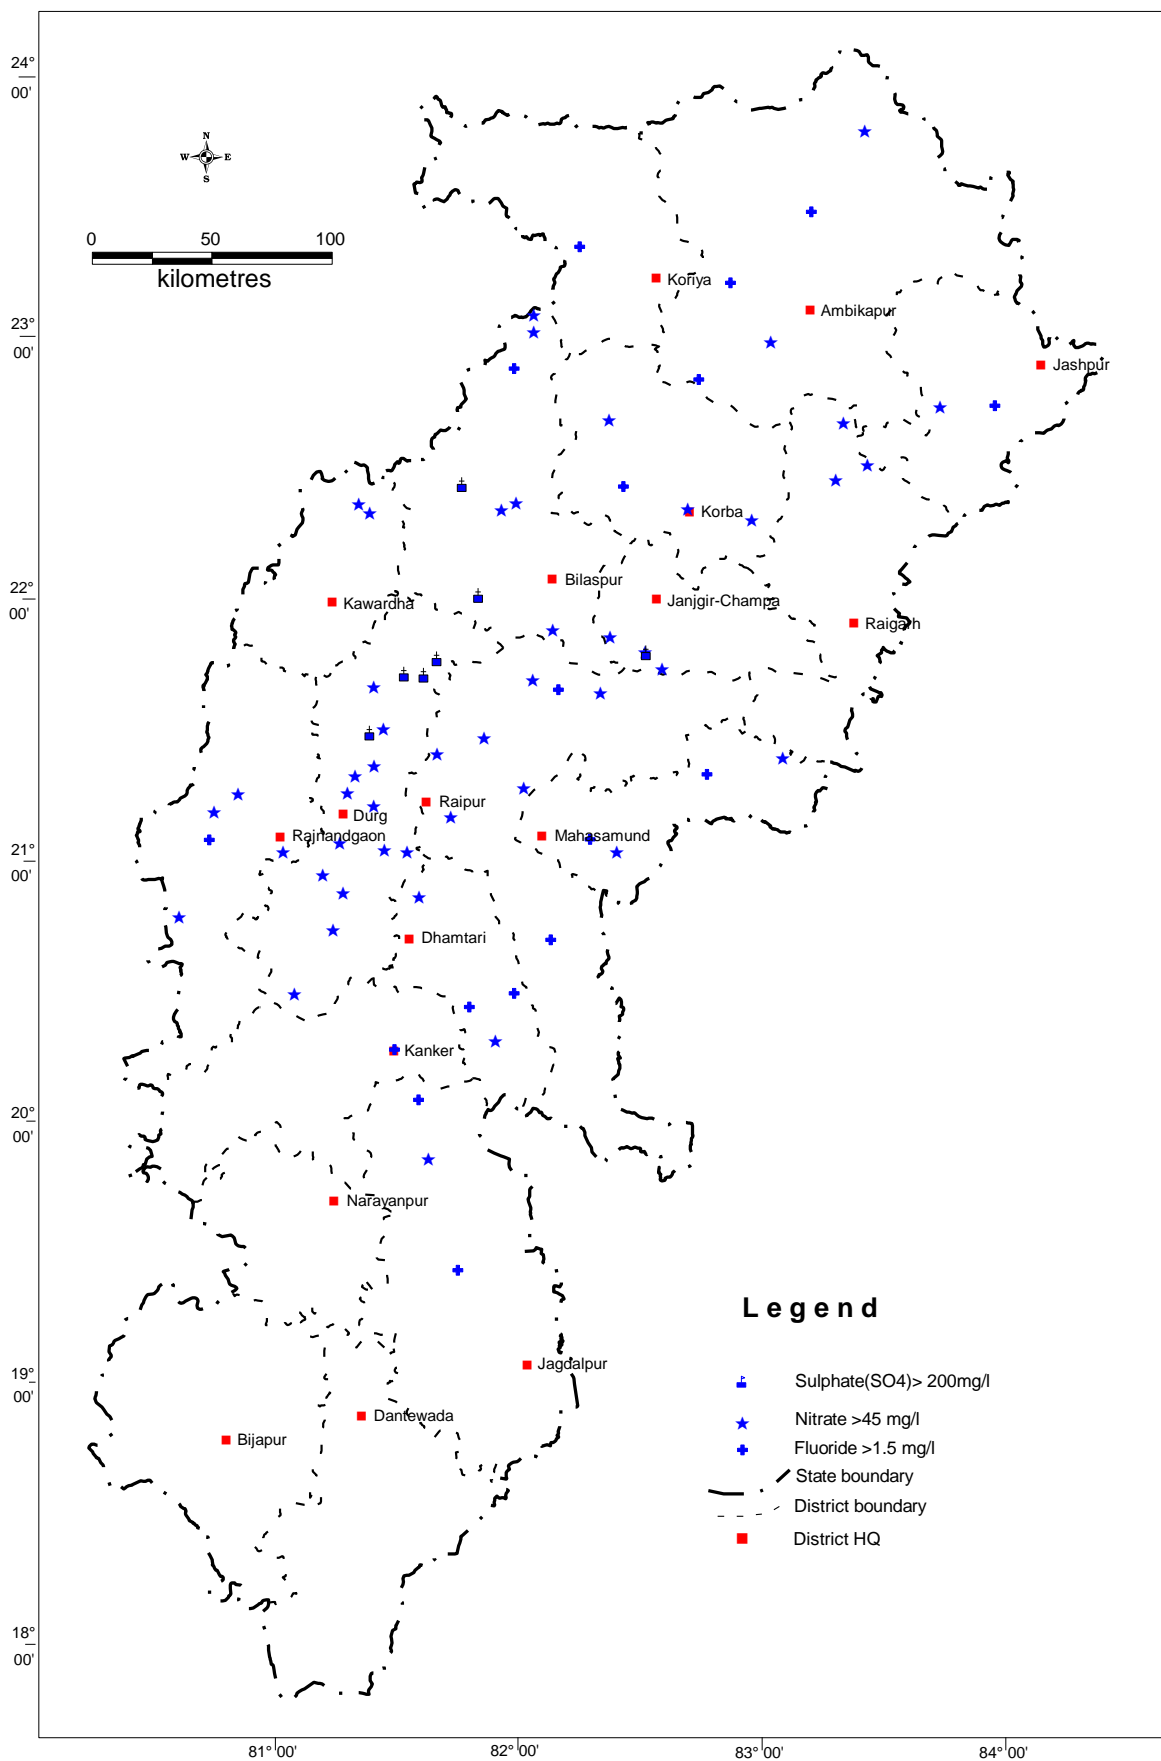 24°
00'
N
W
E
S
0
50
100
kilometres
Koriya
Ambikapur
23°
00'
Jashpur
Korba
Bilaspur
22°
00'
Kawardha
Janjgir-Champa
Raigarh
Raipur
Durg
Rajnandgaon
Mahasamund
21°
00'
Dhamtari
Kanker
20°
00'
Narayanpur
Legend
Jagdalpur
19°
00'
Sulphate(SO4)> 200mg/l
Dantewada
Nitrate >45 mg/l
Bijapur
Fluoride >1.5 mg/l
State boundary
District boundary
District HQ
18°
00'
81° 00'
82° 00'
83° 00'
84° 00'